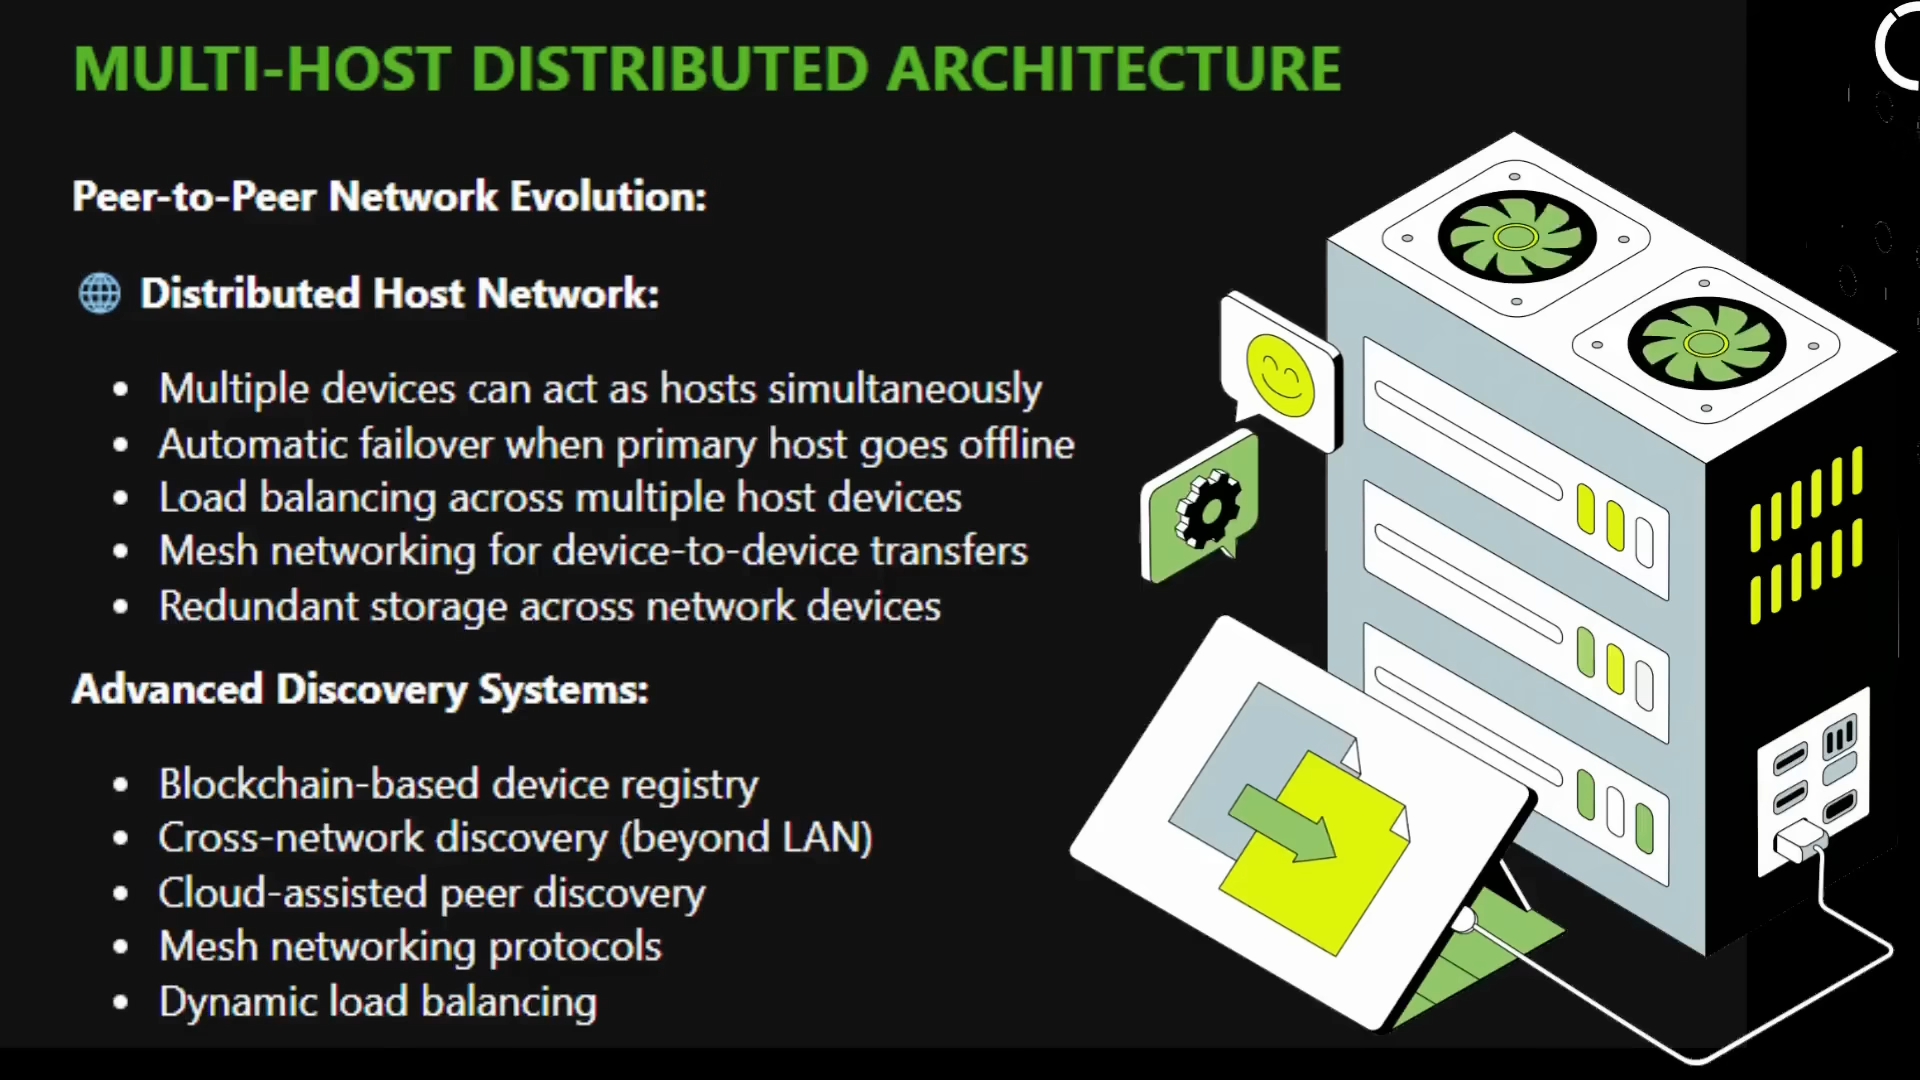 MULTI-HOST DISTRIBUTED ARCHITECTURE
Peer-to-Peer Network Evolution:
🌐 Distributed Host Network:
• Multiple devices can act as hosts simultaneously
• Automatic failover when primary host goes offline
• Load balancing across multiple host devices
• Mesh networking for device-to-device transfers
• Redundant storage across network devices
Advanced Discovery Systems:
• Blockchain-based device registry
• Cross-network discovery (beyond LAN)
• Cloud-assisted peer discovery
• Mesh networking protocols
• Dynamic load balancing